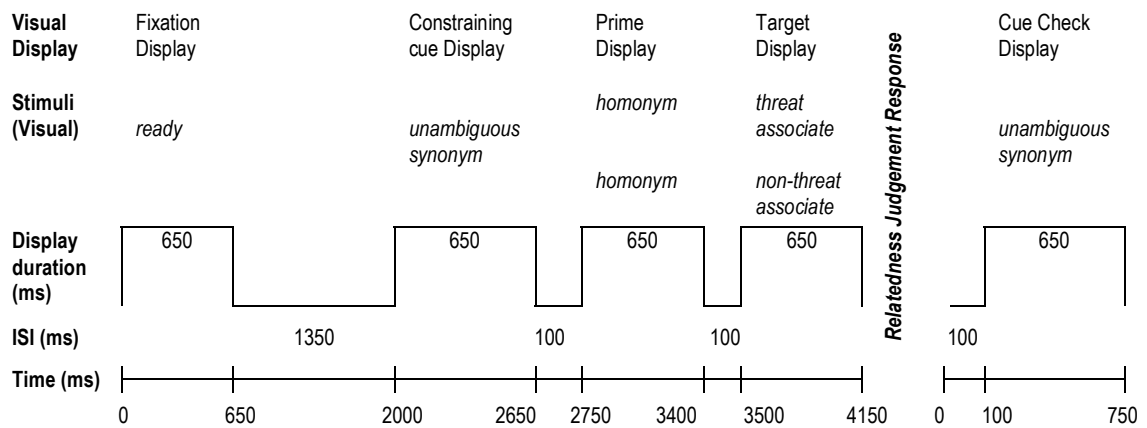 Visual Display
Fixation Display
Constraining cue Display
Prime Display
Target Display
Relatedness Judgement Response
Cue Check Display
Stimuli (Visual)
ready
unambiguous synonym
homonym
homonym
threat associate
non-threat associate
unambiguous synonym
Display duration (ms)
650 650 650 650 650
ISI (ms) 1350 100 100 100
Time (ms)
0 650 2000 2650 2750 3400 3500 4150 0 100 750